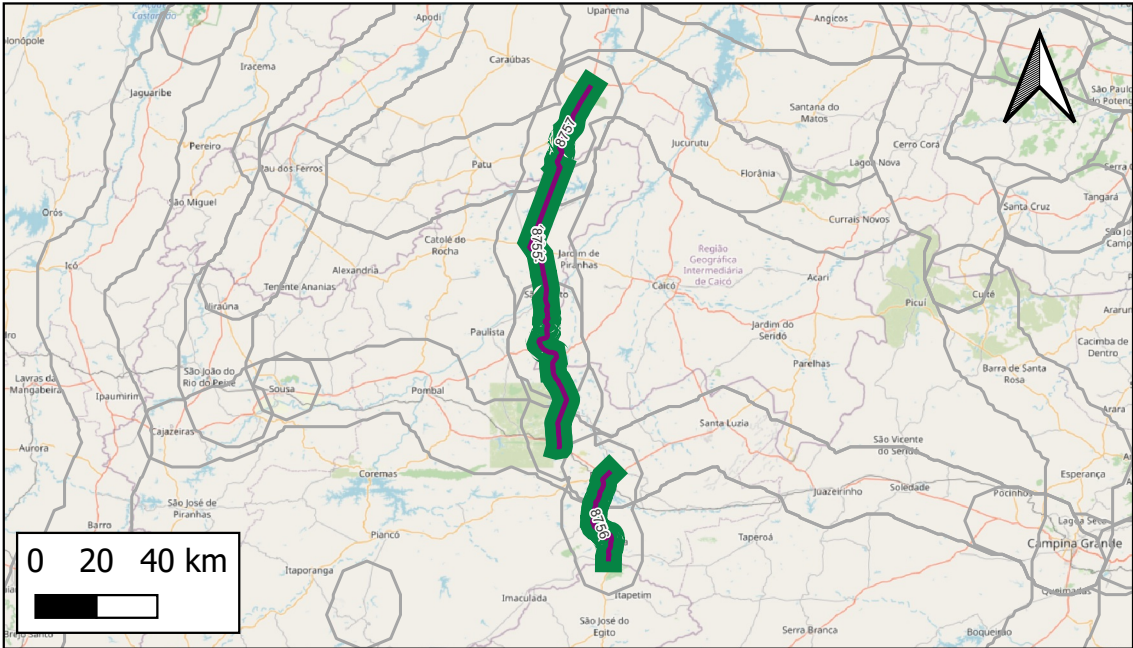 Upanema
Apodi
Angicos
Caraúbas
Iracema
Jaguaribe
São Paulo
do Potengi
Santana do
Matos
Pereiro
8757
Jucurutu
Cerro Corá
Patu
Lagoa Nova
Pau dos Ferros
Florânia
São Miguel
Tangará
Santa Cruz
Orós
Currais Novos
Catolé do
Rocha
8755
Jardim de
Piranhas
Região
Geográfica
Intermediária
de Caicó
Icó
Alexandria
Acari
Tenente Ananias
Caicó
Cuité
Picuí
Uiraúna
Paulista
Jardim do
Seridó
Cacimba de
Dentro
Parelhas
Barra de Santa
Rosa
São João do
Rio do Peixe
Lavras da
Mangabeira
Sousa
Pombal
Ipaumirim
Arara
Santa Luzia
Cajazeiras
São Vicente
do Seridó
Aurora
Coremas
Esperança
Soledade
Juazeirinho
Pocinhos
São José de
Piranhas
8756
Barro
Piancó
Taperoá
Campina Grande
0 20 40 km
Itaporanga
Queimadas
Imaculada
Itapetim
São José do
Egito
Serra Branca
Boqueirão